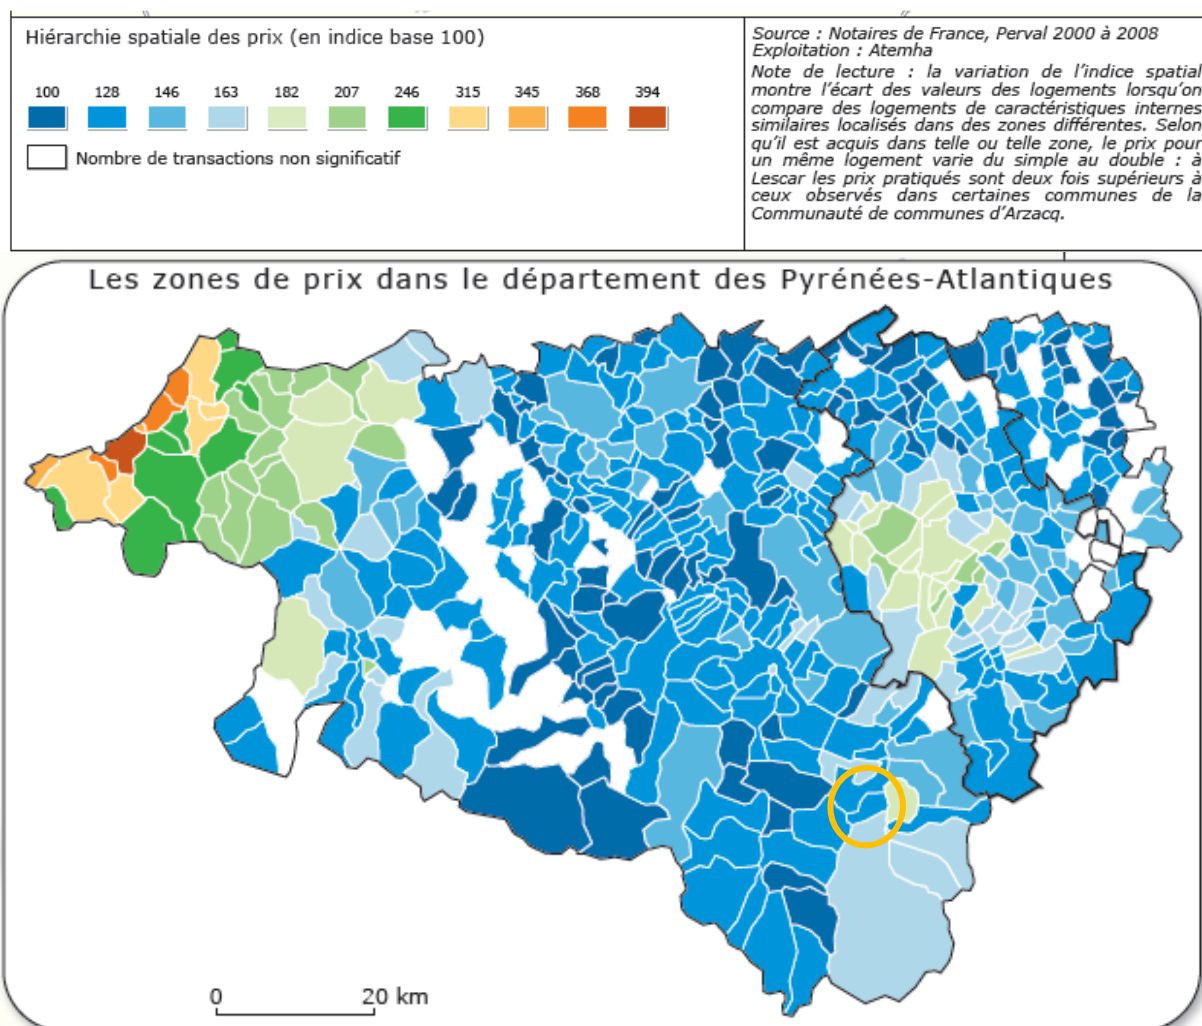 Hiérarchie spatiale des prix (en indice base 100)
100 128 146 163 182 207 246 315 345 368 394
Nombre de transactions non significatif
Source : Notaires de France, Perval 2000 à 2008
Exploitation : Atemha
Note de lecture : la variation de l'indice spatial
montre l'écart des valeurs des logements lorsqu'on
compare des logements de caractéristiques internes
similaires localisés dans des zones différentes. Selon
qu'il est acquis dans telle ou telle zone, le prix pour
un même logement varie du simple au double : à
Lescar les prix pratiqués sont deux fois supérieurs à
ceux observés dans certaines communes de la
Communauté de communes d'Arzacq.
Les zones de prix dans le département des Pyrénées-Atlantiques
0 20 km